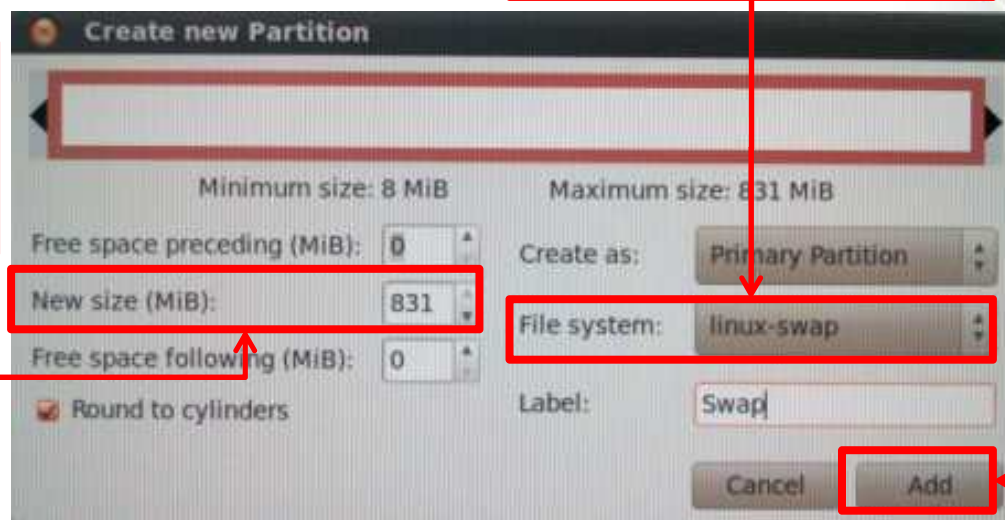 Create new Partition
Minimum size: 8 MiB Maximum size: 831 MiB
Free space preceding (MiB): 0
Create as: Primary Partition
New size (MiB): 831
File system: linux-swap
Free space following (MiB): 0
Round to cylinders
Label: Swap
Cancel Add